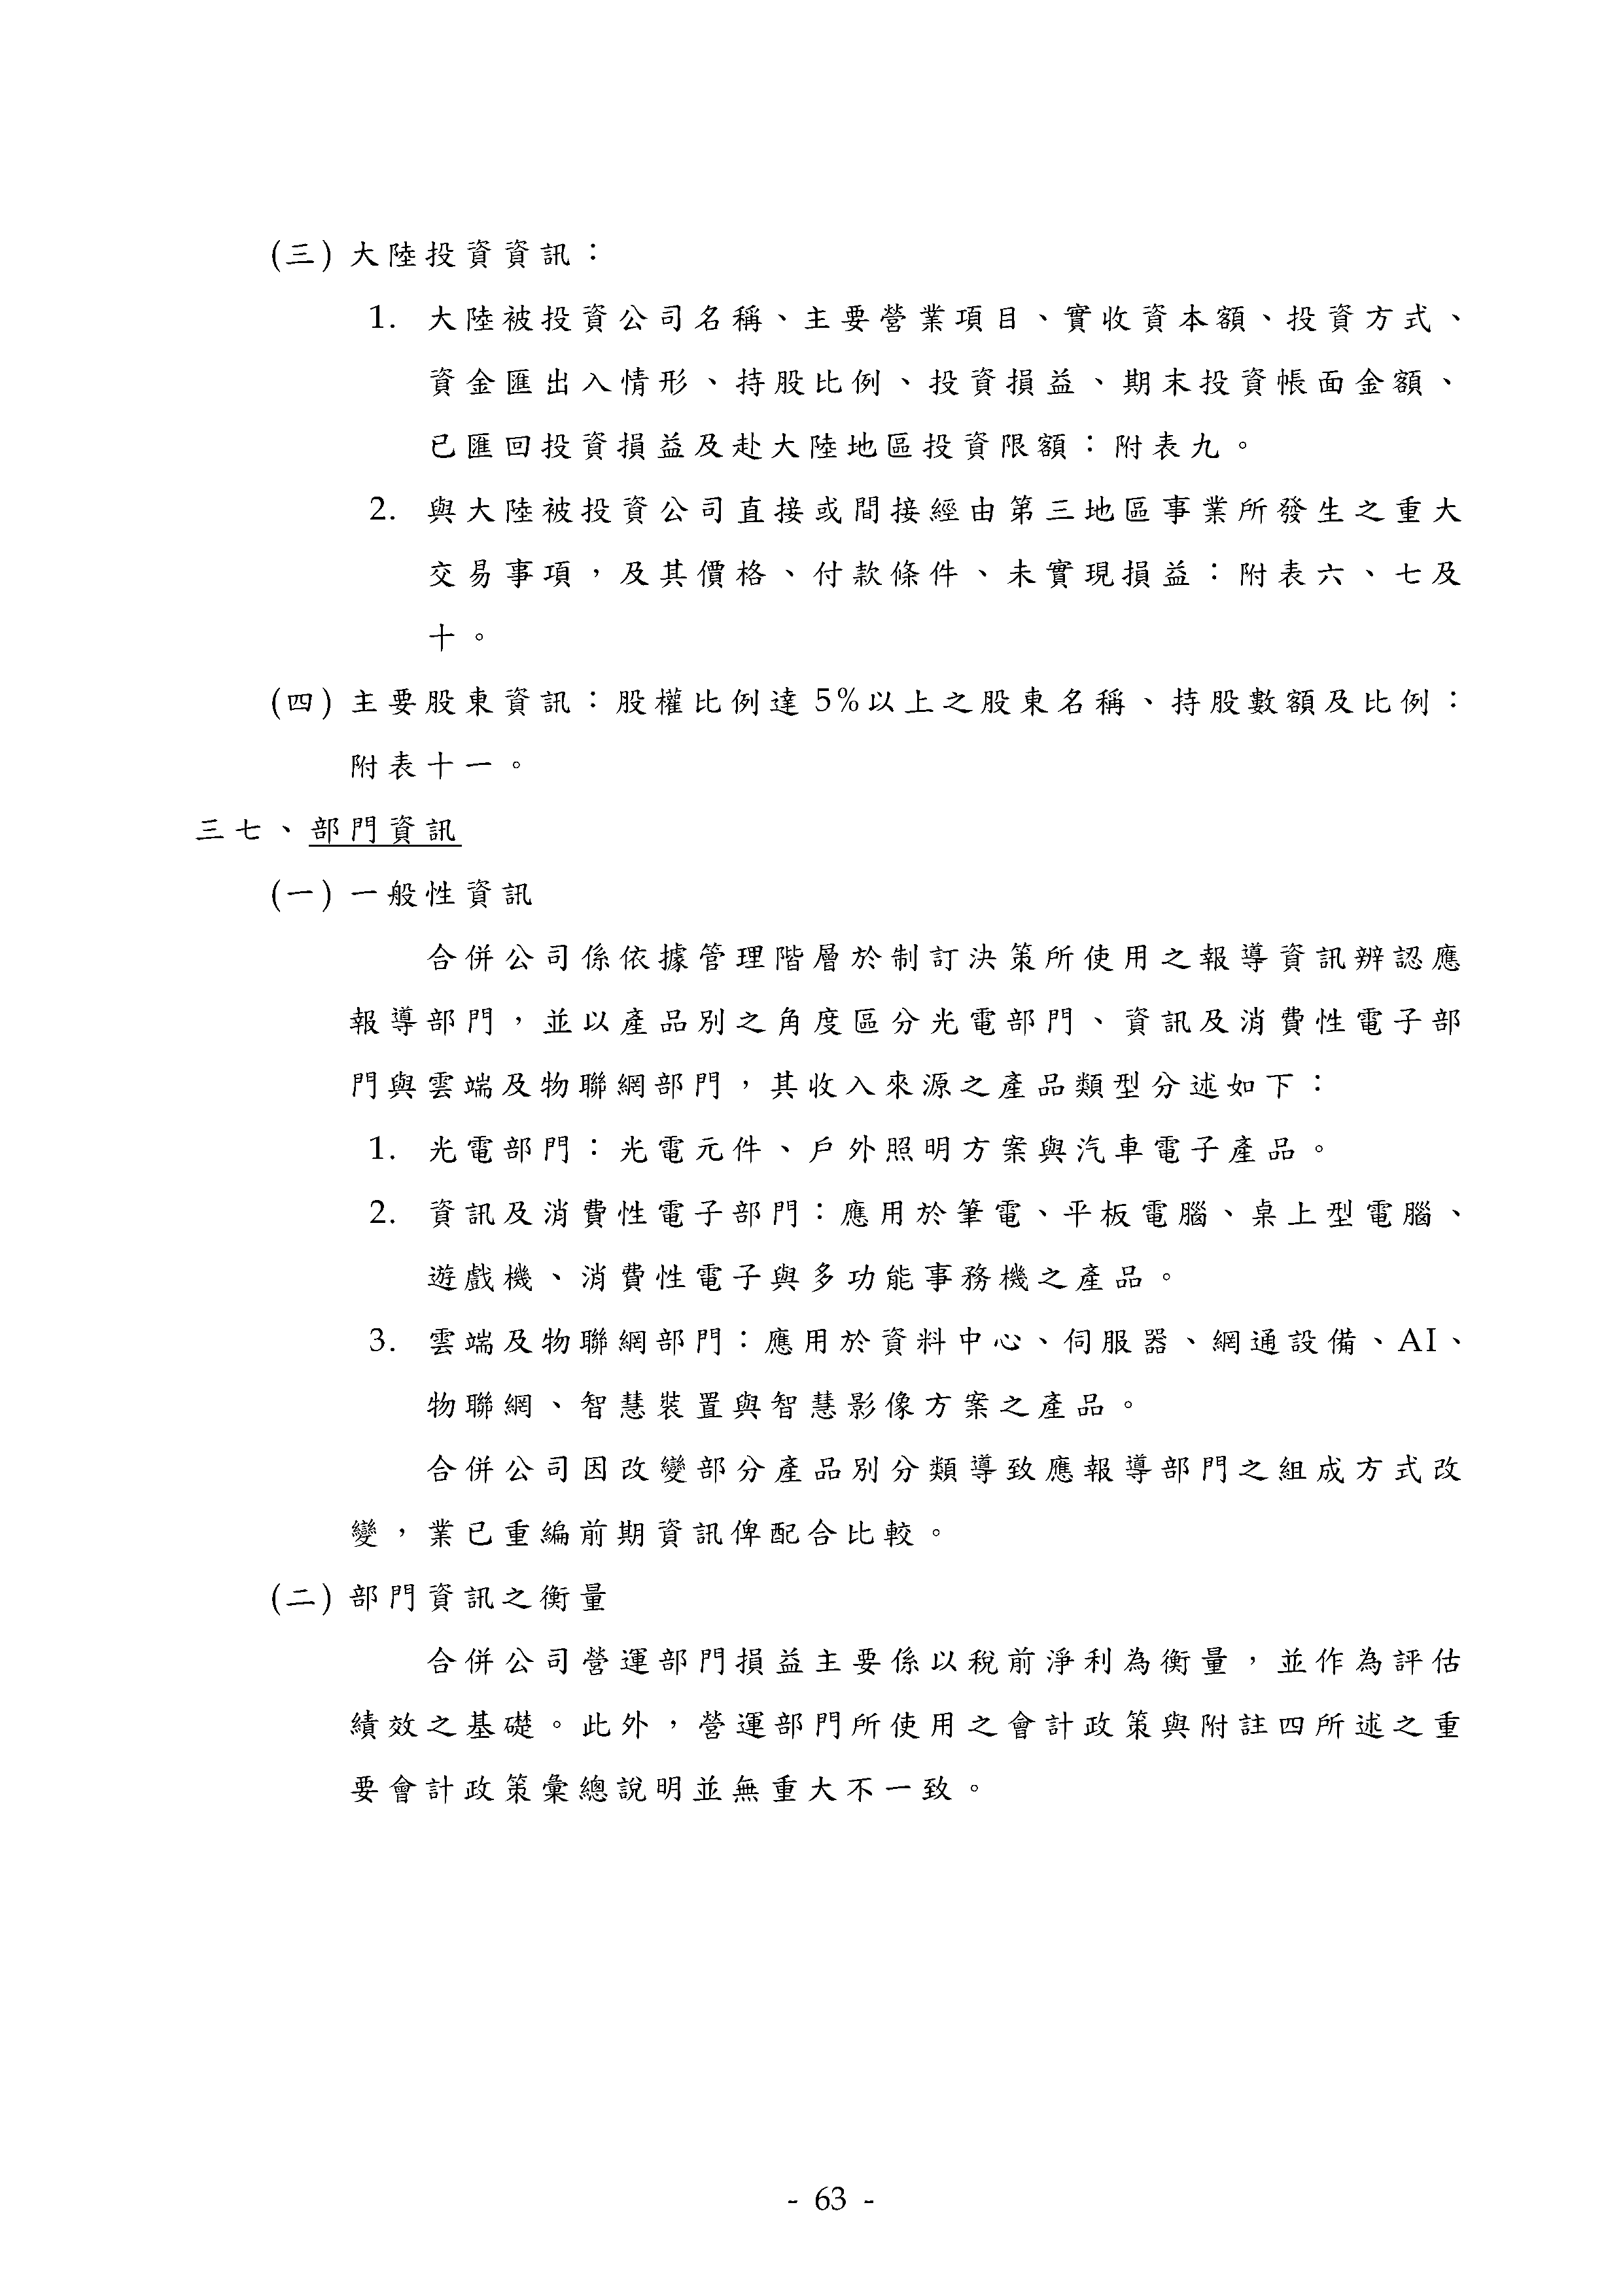 (三) 大陸投資資訊：
1. 大陸被投資公司名稱、主要營業項目、實收資本額、投資方式、
資金匯出入情形、持股比例、投資損益、期末投資帳面金額、
已匯回投資損益及赴大陸地區投資限額：附表九。
2. 與大陸被投資公司直接或間接經由第三地區事業所發生之重大
交易事項，及其價格、付款條件、未實現損益：附表六、七及
十。
(四) 主要股東資訊：股權比例達 5%以上之股東名稱、持股數額及比例：
附表十一。
三七、部門資訊
(一) 一般性資訊
合併公司係依據管理階層於制訂決策所使用之報導資訊辨認應
報導部門，並以產品別之角度區分光電部門、資訊及消費性電子部
門與雲端及物聯網部門，其收入來源之產品類型分述如下：
1. 光電部門：光電元件、戶外照明方案與汽車電子產品。
2. 資訊及消費性電子部門：應用於筆電、平板電腦、桌上型電腦、
遊戲機、消費性電子與多功能事務機之產品。
3. 雲端及物聯網部門：應用於資料中心、伺服器、網通設備、AI、
物聯網、智慧裝置與智慧影像方案之產品。
合併公司因改變部分產品別分類導致應報導部門之組成方式改
變，業已重編前期資訊俾配合比較。
(二) 部門資訊之衡量
合併公司營運部門損益主要係以稅前淨利為衡量，並作為評估
績效之基礎。此外，營運部門所使用之會計政策與附註四所述之重
要會計政策彙總說明並無重大不一致。
- 63 -